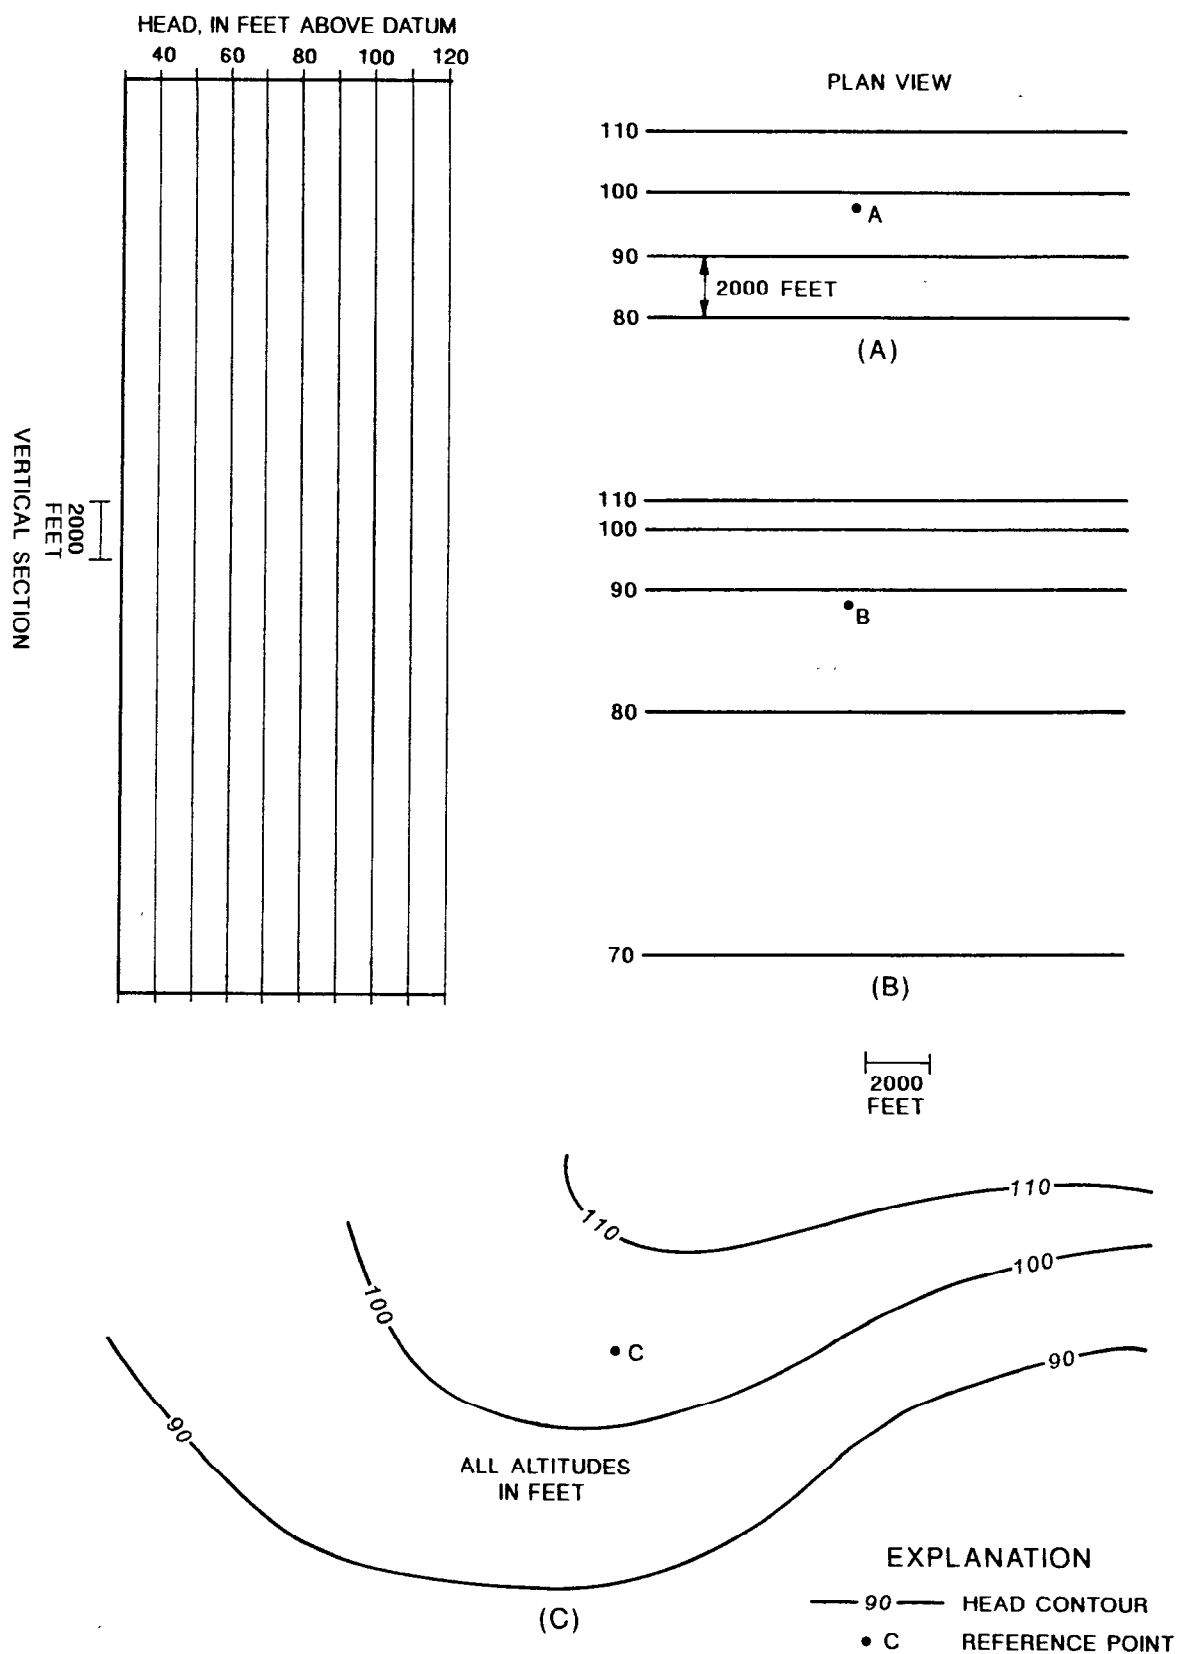 HEAD, IN FEET ABOVE DATUM
40 60 80 100 120
VERTICAL SECTION
2000
FEET
PLAN VIEW
110
100
A
90
2000 FEET
80
(A)
110
100
90
B
80
70
(B)
2000
FEET
110
110
100
100
C
90
90
ALL ALTITUDES
IN FEET
(C)
EXPLANATION
90 HEAD CONTOUR
C REFERENCE POINT